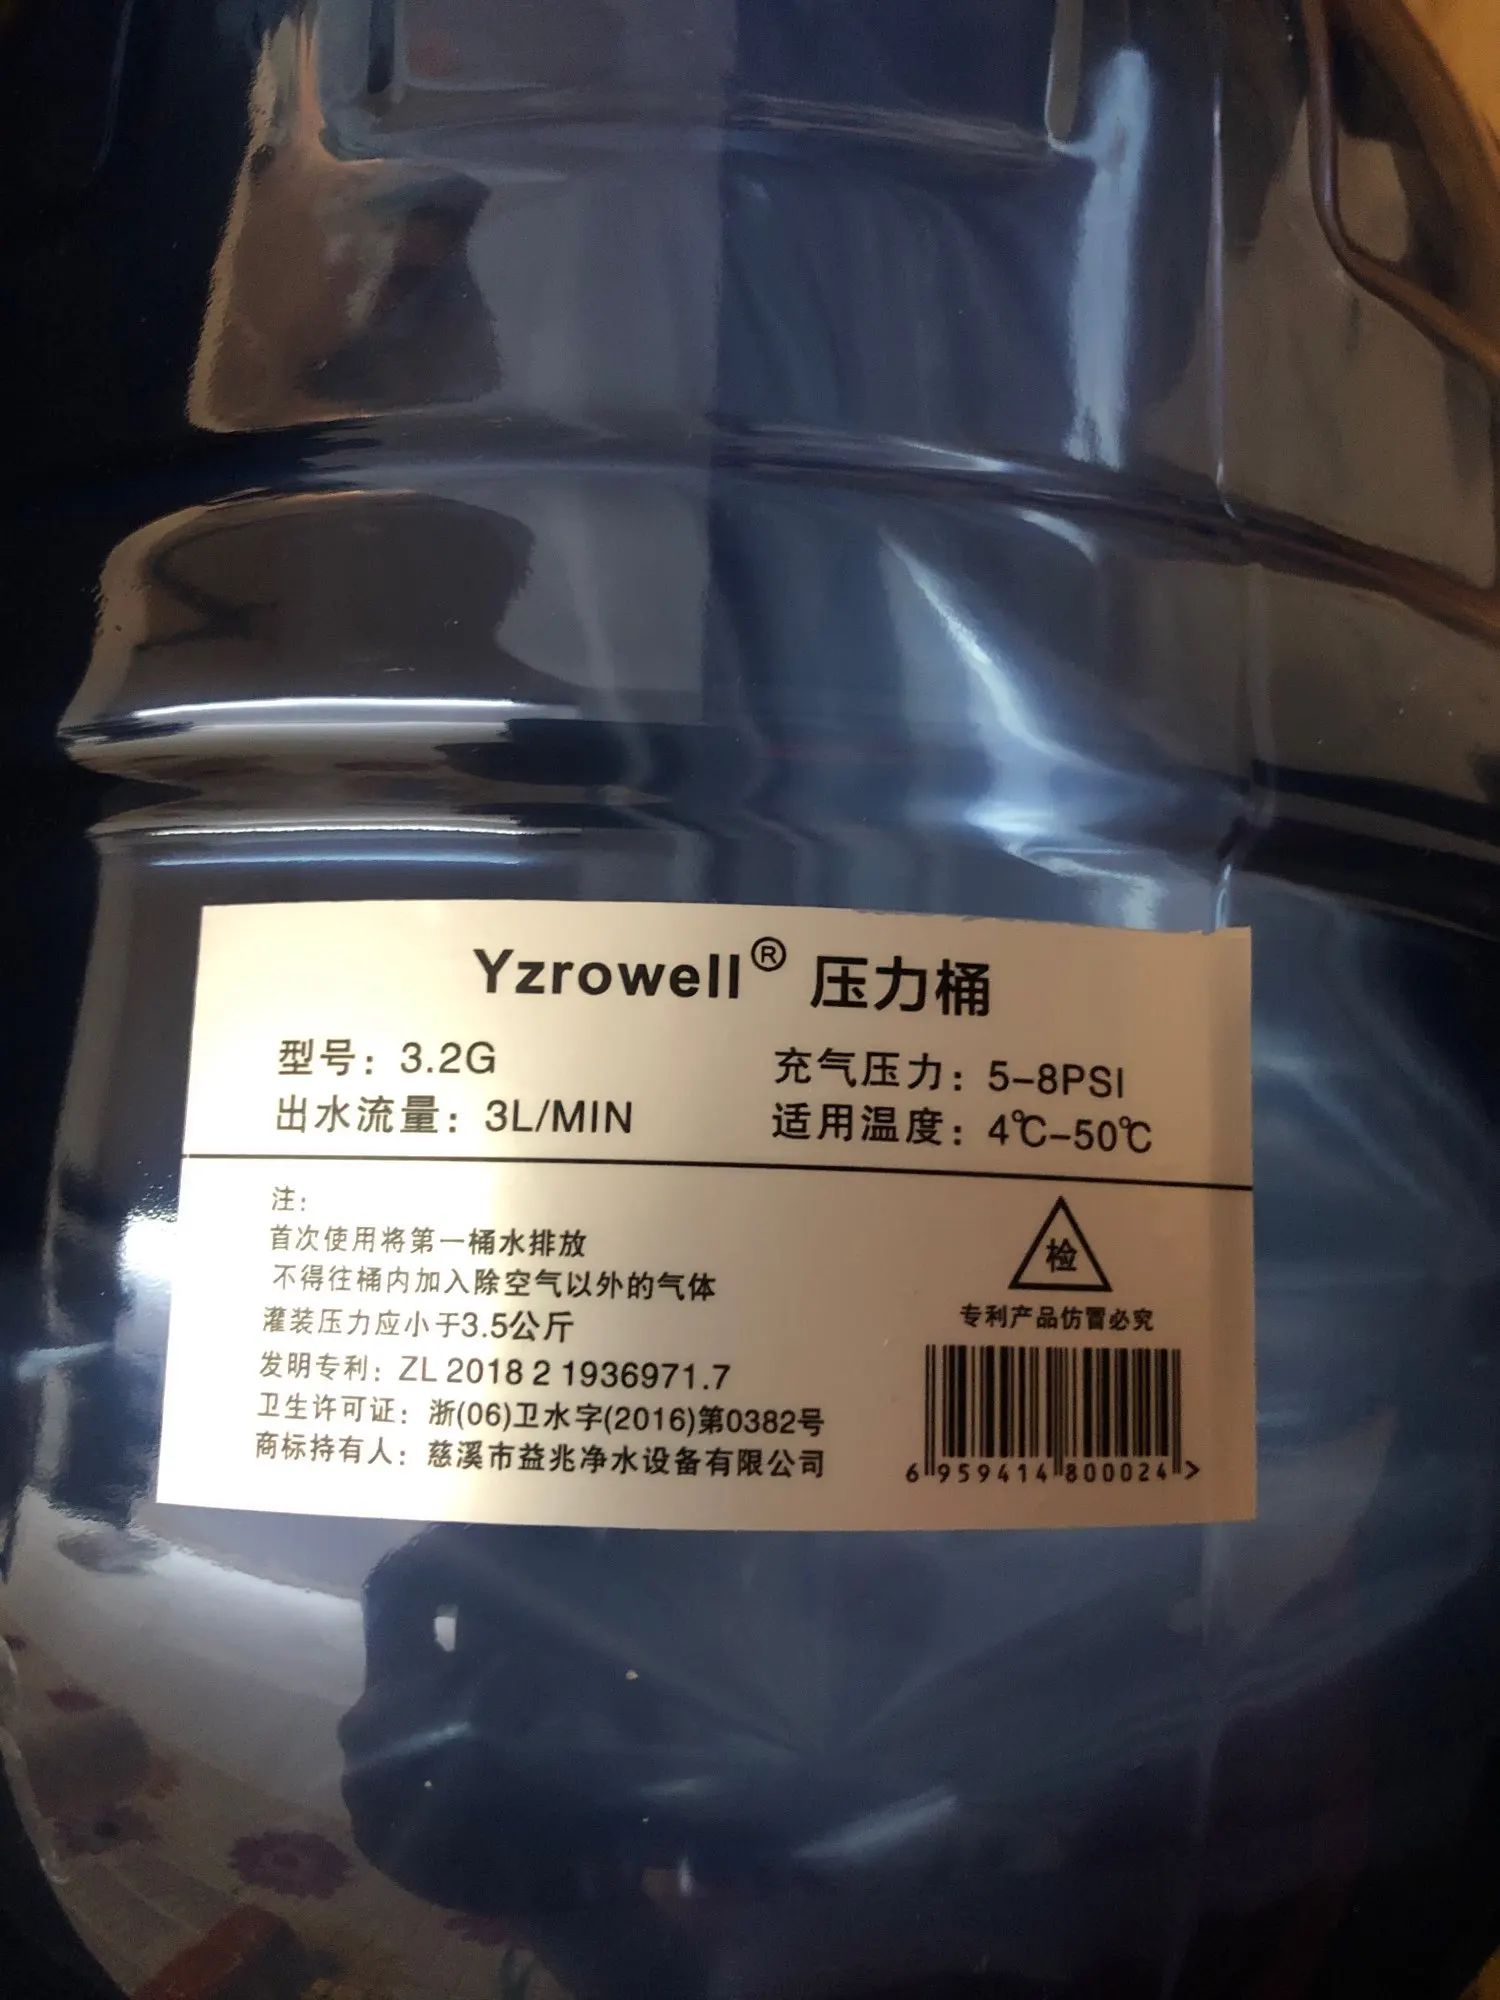 Yzrowell® 压力桶
型号：3.2G
充气压力：5-8PSI
出水流量：3L/MIN
适用温度：4℃-50℃
注：
首次使用将第一桶水排放
不得往桶内加入除空气以外的气体
灌装压力应小于3.5公斤
发明专利：ZL 2018 2 1936971.7
卫生许可证：浙(06)卫水字(2016)第0382号
商标持有人：慈溪市益兆净水设备有限公司
检
专利产品仿冒必究
6 959414 800024 >